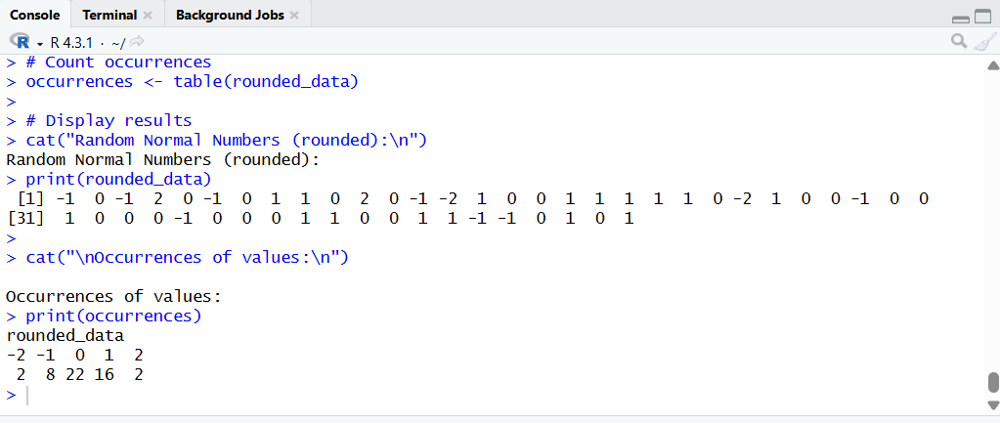 Console Terminal Background Jobs
R R 4.3.1 · ~/
> # Count occurrences
> occurrences <- table(rounded_data)
>
> # Display results
> cat("Random Normal Numbers (rounded):\n")
Random Normal Numbers (rounded):
> print(rounded_data)
 [1] -1  0 -1  2  0 -1  0  1  1  0  2  0 -1 -2  1  0  0  1  1  1  1  1  0 -2  1  0  0 -1  0  0
[31]  1  0  0  0 -1  0  0  0  1  1  0  0  1  1 -1 -1  0  1  0  1
>
> cat("\nOccurrences of values:\n")

Occurrences of values:
> print(occurrences)
rounded_data
-2 -1  0  1  2
 2  8 22 16  2
>